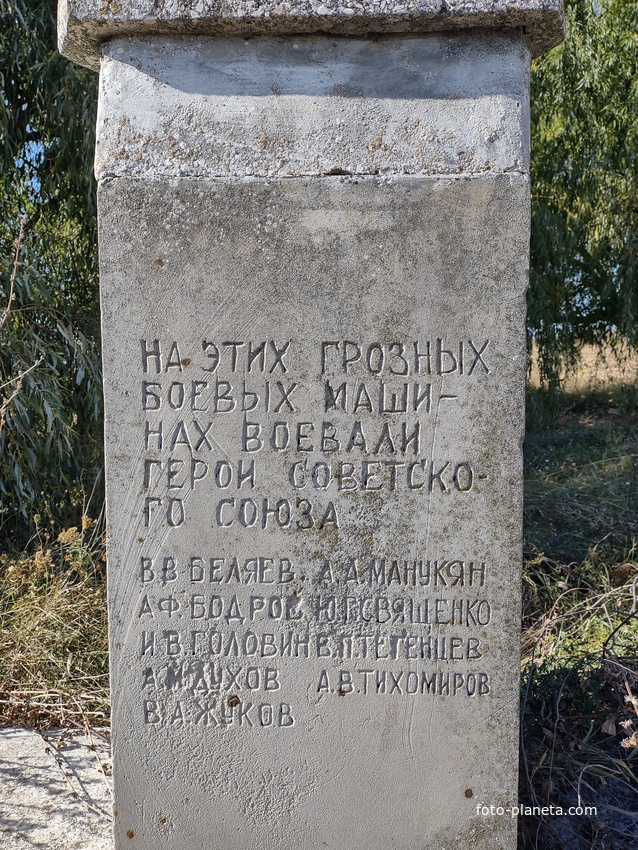 НА ЭТИХ ГРОЗНЫХ
БОЕВЫХ МАШИ-
НАХ ВОЕВАЛИ
ГЕРОИ СОВЕТСКО-
ГО СОЮЗА
В.В БЕЛЯЕВ. А.А.МАНУКЯН
А.Ф.БОДРОВ Ю.Г.СВЯЩЕНКО
И.В.ГОЛОВИН В.П.ТЕГЕНЦЕВ
А.М.ДУХОВ А.В.ТИХОМИРОВ
В.А.ЖУКОВ
foto-planeta.com